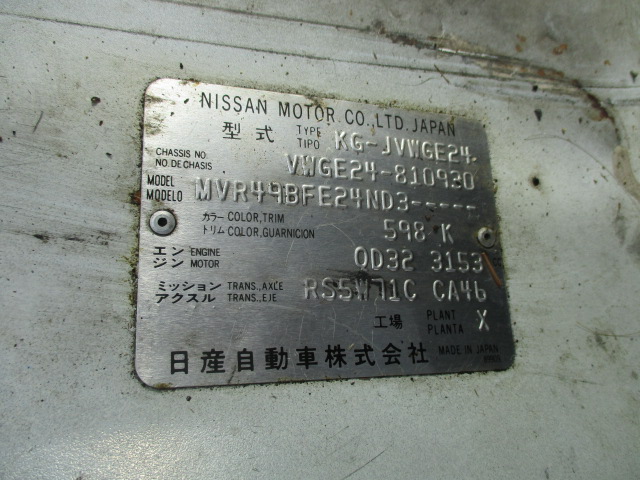 NISSAN MOTOR CO., LTD. JAPAN
型式 TYPE TIPO KG-JVWGE24-
CHASSIS NO. NO. DE CHASIS VWGE24-810930
MODEL MODELO MVR49BFE24ND3-----
カラー COLOR, TRIM
トリム COLOR, GUARNICION 598 K
エンジン ENGINE MOTOR QD32 3153
ミッション TRANS., AXLE
アクスル TRANS., EJE RS5W71C CA46
工場 PLANT PLANTA X
日産自動車株式会社 MADE IN JAPAN